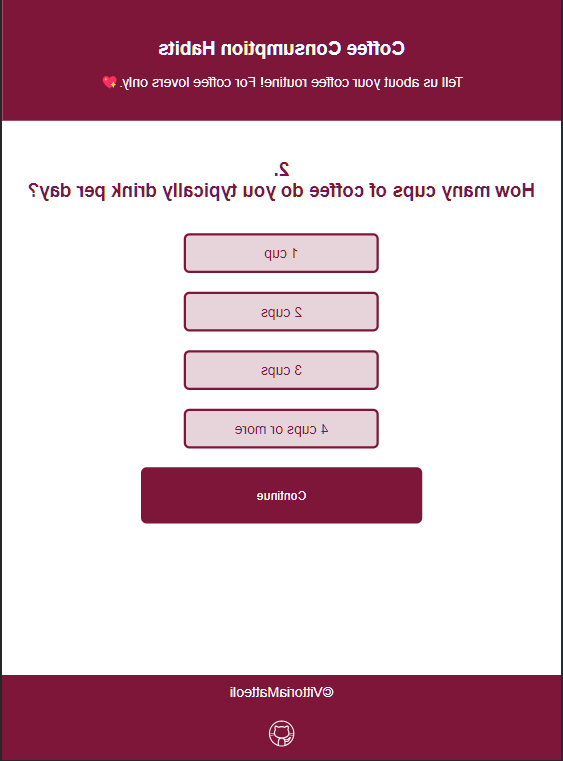 Coffee Consumption Habits
Tell us about your coffee routine! For coffee lovers only. 💖
2.
How many cups of coffee do you typically drink per day?
1 cup
2 cups
3 cups
4 cups or more
Continue
©VittoriaMatteoli